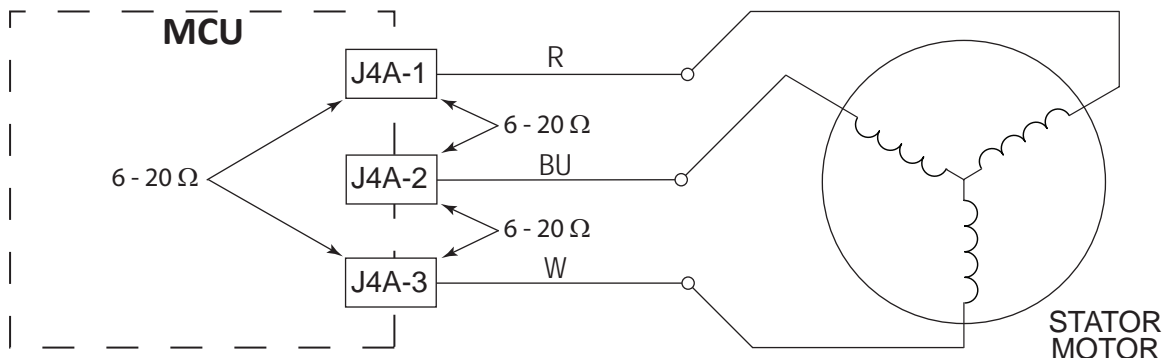 MCU
J4A-1
R
6 - 20 Ω
6 - 20 Ω
J4A-2
BU
6 - 20 Ω
J4A-3
W
STATOR
MOTOR